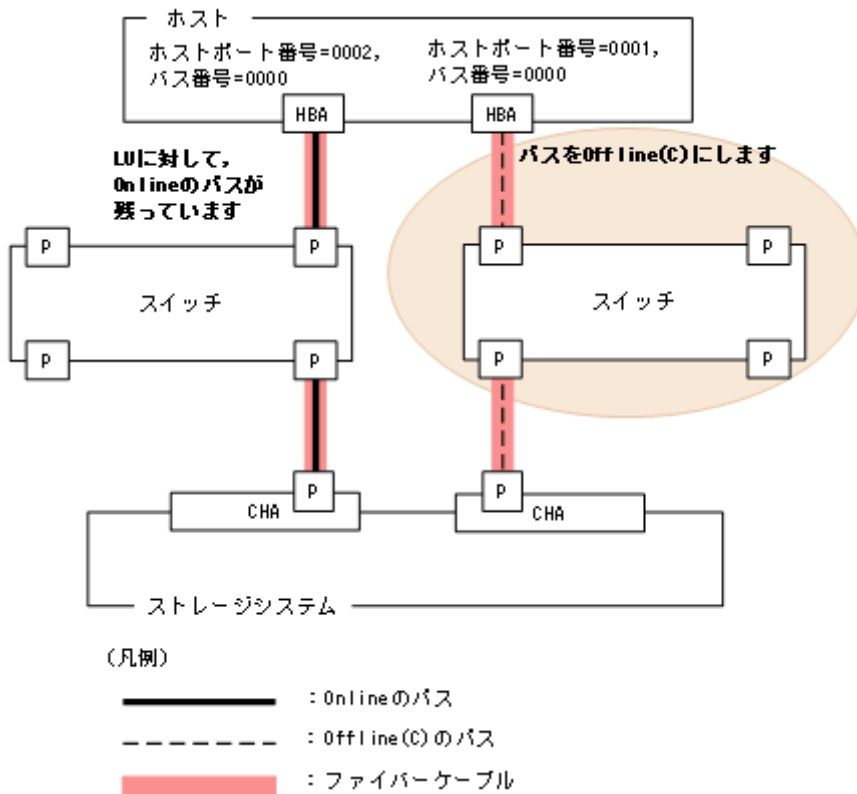 ホスト
ホストポート番号=0002,
バス番号=0000
ホストポート番号=0001,
バス番号=0000
HBA
HBA
LUに対して,
Onlineのパスが
残っています
パスをOffline(C)にします
P
P
P
P
スイッチ
スイッチ
P
P
P
P
P
P
CHA
CHA
ストレージシステム
(凡例)
:Onlineのパス
:Offline(C)のパス
:ファイバーケーブル